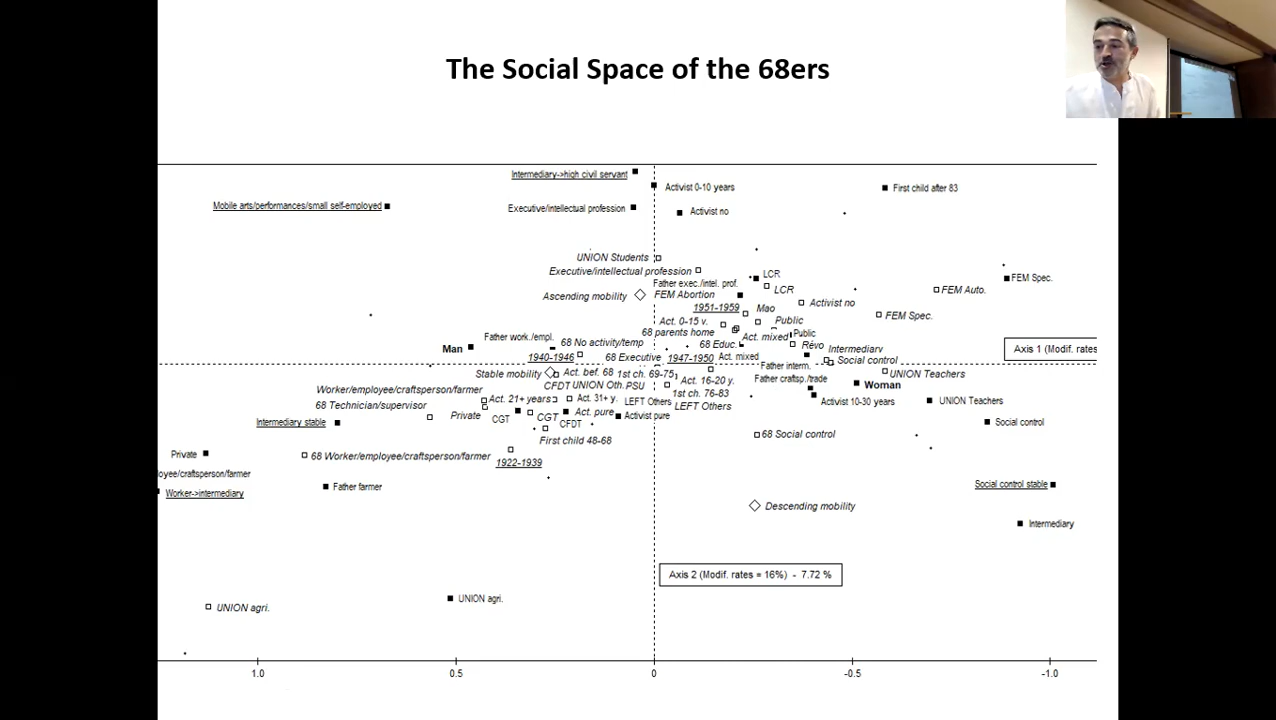 The Social Space of the 68ers
Intermediary->high civil servant
Activist 0-10 years
First child after 83
Mobile arts/performances/small self-employed
Executive/intellectual profession
Activist no
UNION Students
Executive/intellectual profession
LCR
FEM Spec.
Father exec./intel. prof.
LCR
FEM Auto.
Ascending mobility
FEM Abortion
Activist no
1951-1959
Mao
FEM Spec.
Act. 0-15 v.
Public
68 parents home
Act. mixed
Public
Father work./empl.
68 No activity/temp
68 Educ.
Révo
Man
Intermediary
Axis 1 (Modif. rates
1940-1946
68 Executive
1947-1950
Act. mixed
Social control
Father interm.
Stable mobility
Act. bef. 68
1st ch. 69-75
UNION Teachers
Father craftsp./trade
Act. 16-20 y.
CFDT
UNION Oth.
PSU
Woman
Worker/employee/craftsperson/farmer
1st ch. 76-83
Act. 21+ years
Act. 31+ y.
LEFT Others
Activist 10-30 years
UNION Teachers
68 Technician/supervisor
LEFT Others
Private
CGT
CGT
Act. pure
Activist pure
Intermediary stable
CFDT
Social control
68 Social control
First child 48-68
Private
68 Worker/employee/craftsperson/farmer
1922-1939
oyee/craftsperson/farmer
Social control stable
Father farmer
Worker->intermediary
Descending mobility
Intermediary
Axis 2 (Modif. rates = 16%) - 7.72 %
UNION agri.
UNION agri.
1.0
0.5
0
-0.5
-1.0